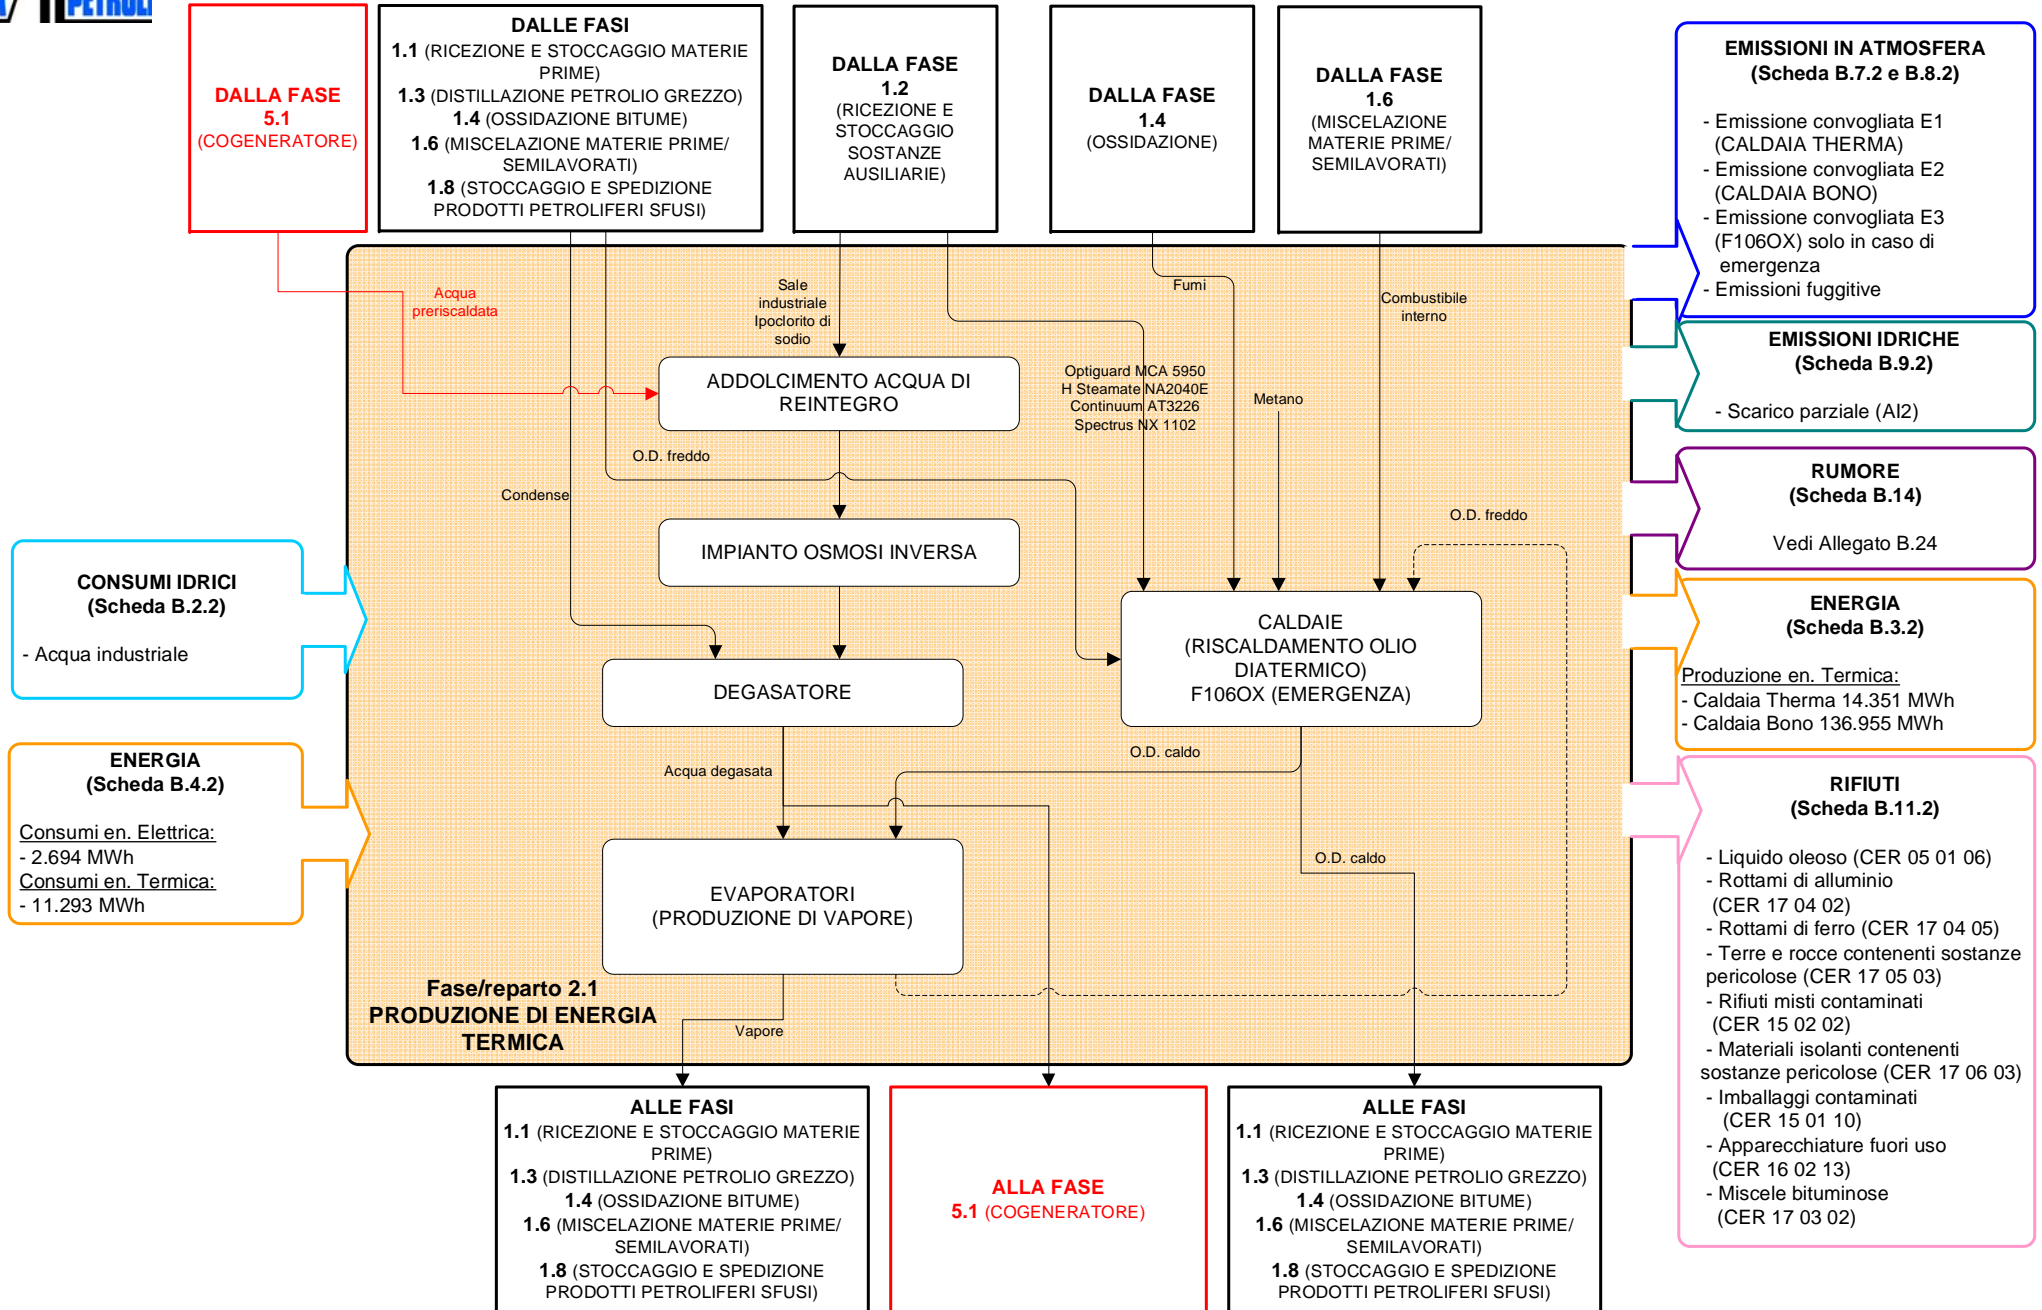 PETROLI
DALLA FASE
5.1
(COGENERATORE)
DALLE FASI
1.1 (RICEZIONE E STOCCAGGIO MATERIE
PRIME)
1.3 (DISTILLAZIONE PETROLIO GREZZO)
1.4 (OSSIDAZIONE BITUME)
1.6 (MISCELAZIONE MATERIE PRIME/
SEMILAVORATI)
1.8 (STOCCAGGIO E SPEDIZIONE
PRODOTTI PETROLIFERI SFUSI)
DALLA FASE
1.2
(RICEZIONE E
STOCCAGGIO
SOSTANZE
AUSILIARIE)
DALLA FASE
1.4
(OSSIDAZIONE)
DALLA FASE
1.6
(MISCELAZIONE
MATERIE PRIME/
SEMILAVORATI)
EMISSIONI IN ATMOSFERA
(Scheda B.7.2 e B.8.2)
- Emissione convogliata E1
(CALDAIA THERMA)
- Emissione convogliata E2
(CALDAIA BONO)
- Emissione convogliata E3
(F106OX) solo in caso di
emergenza
- Emissioni fuggitive
EMISSIONI IDRICHE
(Scheda B.9.2)
- Scarico parziale (AI2)
RUMORE
(Scheda B.14)
Vedi Allegato B.24
ENERGIA
(Scheda B.3.2)
Produzione en. Termica:
- Caldaia Therma 14.351 MWh
- Caldaia Bono 136.955 MWh
RIFIUTI
(Scheda B.11.2)
- Liquido oleoso (CER 05 01 06)
- Rottami di alluminio
(CER 17 04 02)
- Rottami di ferro (CER 17 04 05)
- Terre e rocce contenenti sostanze
pericolose (CER 17 05 03)
- Rifiuti misti contaminati
(CER 15 02 02)
- Materiali isolanti contenenti
sostanze pericolose (CER 17 06 03)
- Imballaggi contaminati
(CER 15 01 10)
- Apparecchiature fuori uso
(CER 16 02 13)
- Miscele bituminose
(CER 17 03 02)
CONSUMI IDRICI
(Scheda B.2.2)
- Acqua industriale
ENERGIA
(Scheda B.4.2)
Consumi en. Elettrica:
- 2.694 MWh
Consumi en. Termica:
- 11.293 MWh
Acqua
preriscaldata
Sale
industriale
Ipoclorito di
sodio
Fumi
Combustibile
interno
ADDOLCIMENTO ACQUA DI
REINTEGRO
Optiguard MCA 5950
H Steamate NA2040E
Continuum AT3226
Spectrus NX 1102
Metano
O.D. freddo
Condense
O.D. freddo
IMPIANTO OSMOSI INVERSA
CALDAIE
(RISCALDAMENTO OLIO
DIATERMICO)
F106OX (EMERGENZA)
DEGASATORE
O.D. caldo
Acqua degasata
EVAPORATORI
(PRODUZIONE DI VAPORE)
O.D. caldo
Fase/reparto 2.1
PRODUZIONE DI ENERGIA
TERMICA
Vapore
ALLE FASI
1.1 (RICEZIONE E STOCCAGGIO MATERIE
PRIME)
1.3 (DISTILLAZIONE PETROLIO GREZZO)
1.4 (OSSIDAZIONE BITUME)
1.6 (MISCELAZIONE MATERIE PRIME/
SEMILAVORATI)
1.8 (STOCCAGGIO E SPEDIZIONE
PRODOTTI PETROLIFERI SFUSI)
ALLA FASE
5.1 (COGENERATORE)
ALLE FASI
1.1 (RICEZIONE E STOCCAGGIO MATERIE
PRIME)
1.3 (DISTILLAZIONE PETROLIO GREZZO)
1.4 (OSSIDAZIONE BITUME)
1.6 (MISCELAZIONE MATERIE PRIME/
SEMILAVORATI)
1.8 (STOCCAGGIO E SPEDIZIONE
PRODOTTI PETROLIFERI SFUSI)